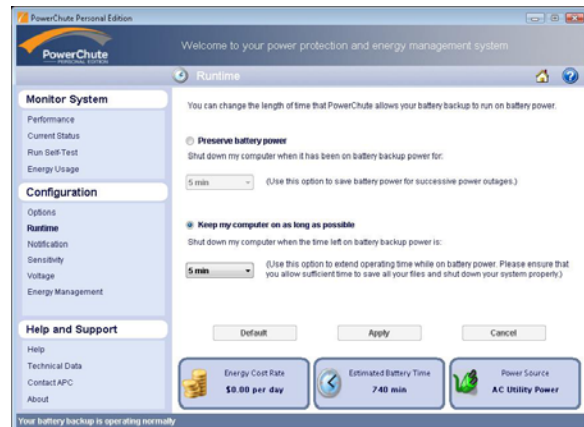 PowerChute Personal Edition
PowerChute
PERSONAL EDITION
Welcome to your power protection and energy management system
Runtime
Monitor System
Performance
Current Status
Run Self-Test
Energy Usage
Configuration
Options
Runtime
Notification
Sensitivity
Voltage
Energy Management
Help and Support
Help
Technical Data
Contact APC
About
You can change the length of time that PowerChute allows your battery backup to run on battery power.
Preserve battery power
Shut down my computer when it has been on battery backup power for:
5 min
(Use this option to save battery power for successive power outages.)
Keep my computer on as long as possible
Shut down my computer when the time left on battery backup power is:
5 min
(Use this option to extend operating time while on battery power. Please ensure that
you allow sufficient time to save all your files and shut down your system properly.)
Default
Apply
Cancel
Energy Cost Rate
$0.00 per day
Estimated Battery Time
740 min
Power Source
AC Utility Power
Your battery backup is operating normally